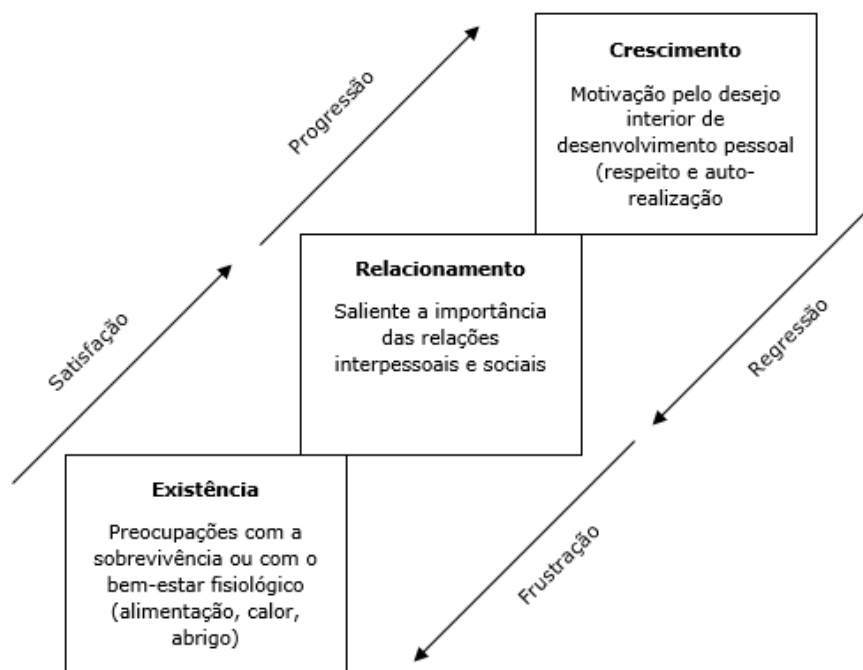 Crescimento
Motivação pelo desejo
interior de
desenvolvimento pessoal
(respeito e auto-
realização
Progressão
Relacionamento
Saliente a importância
das relações
interpessoais e sociais
Satisfação
Regressão
Existência
Preocupações com a
sobrevivência ou com o
bem-estar fisiológico
(alimentação, calor,
abrigo)
Frustração